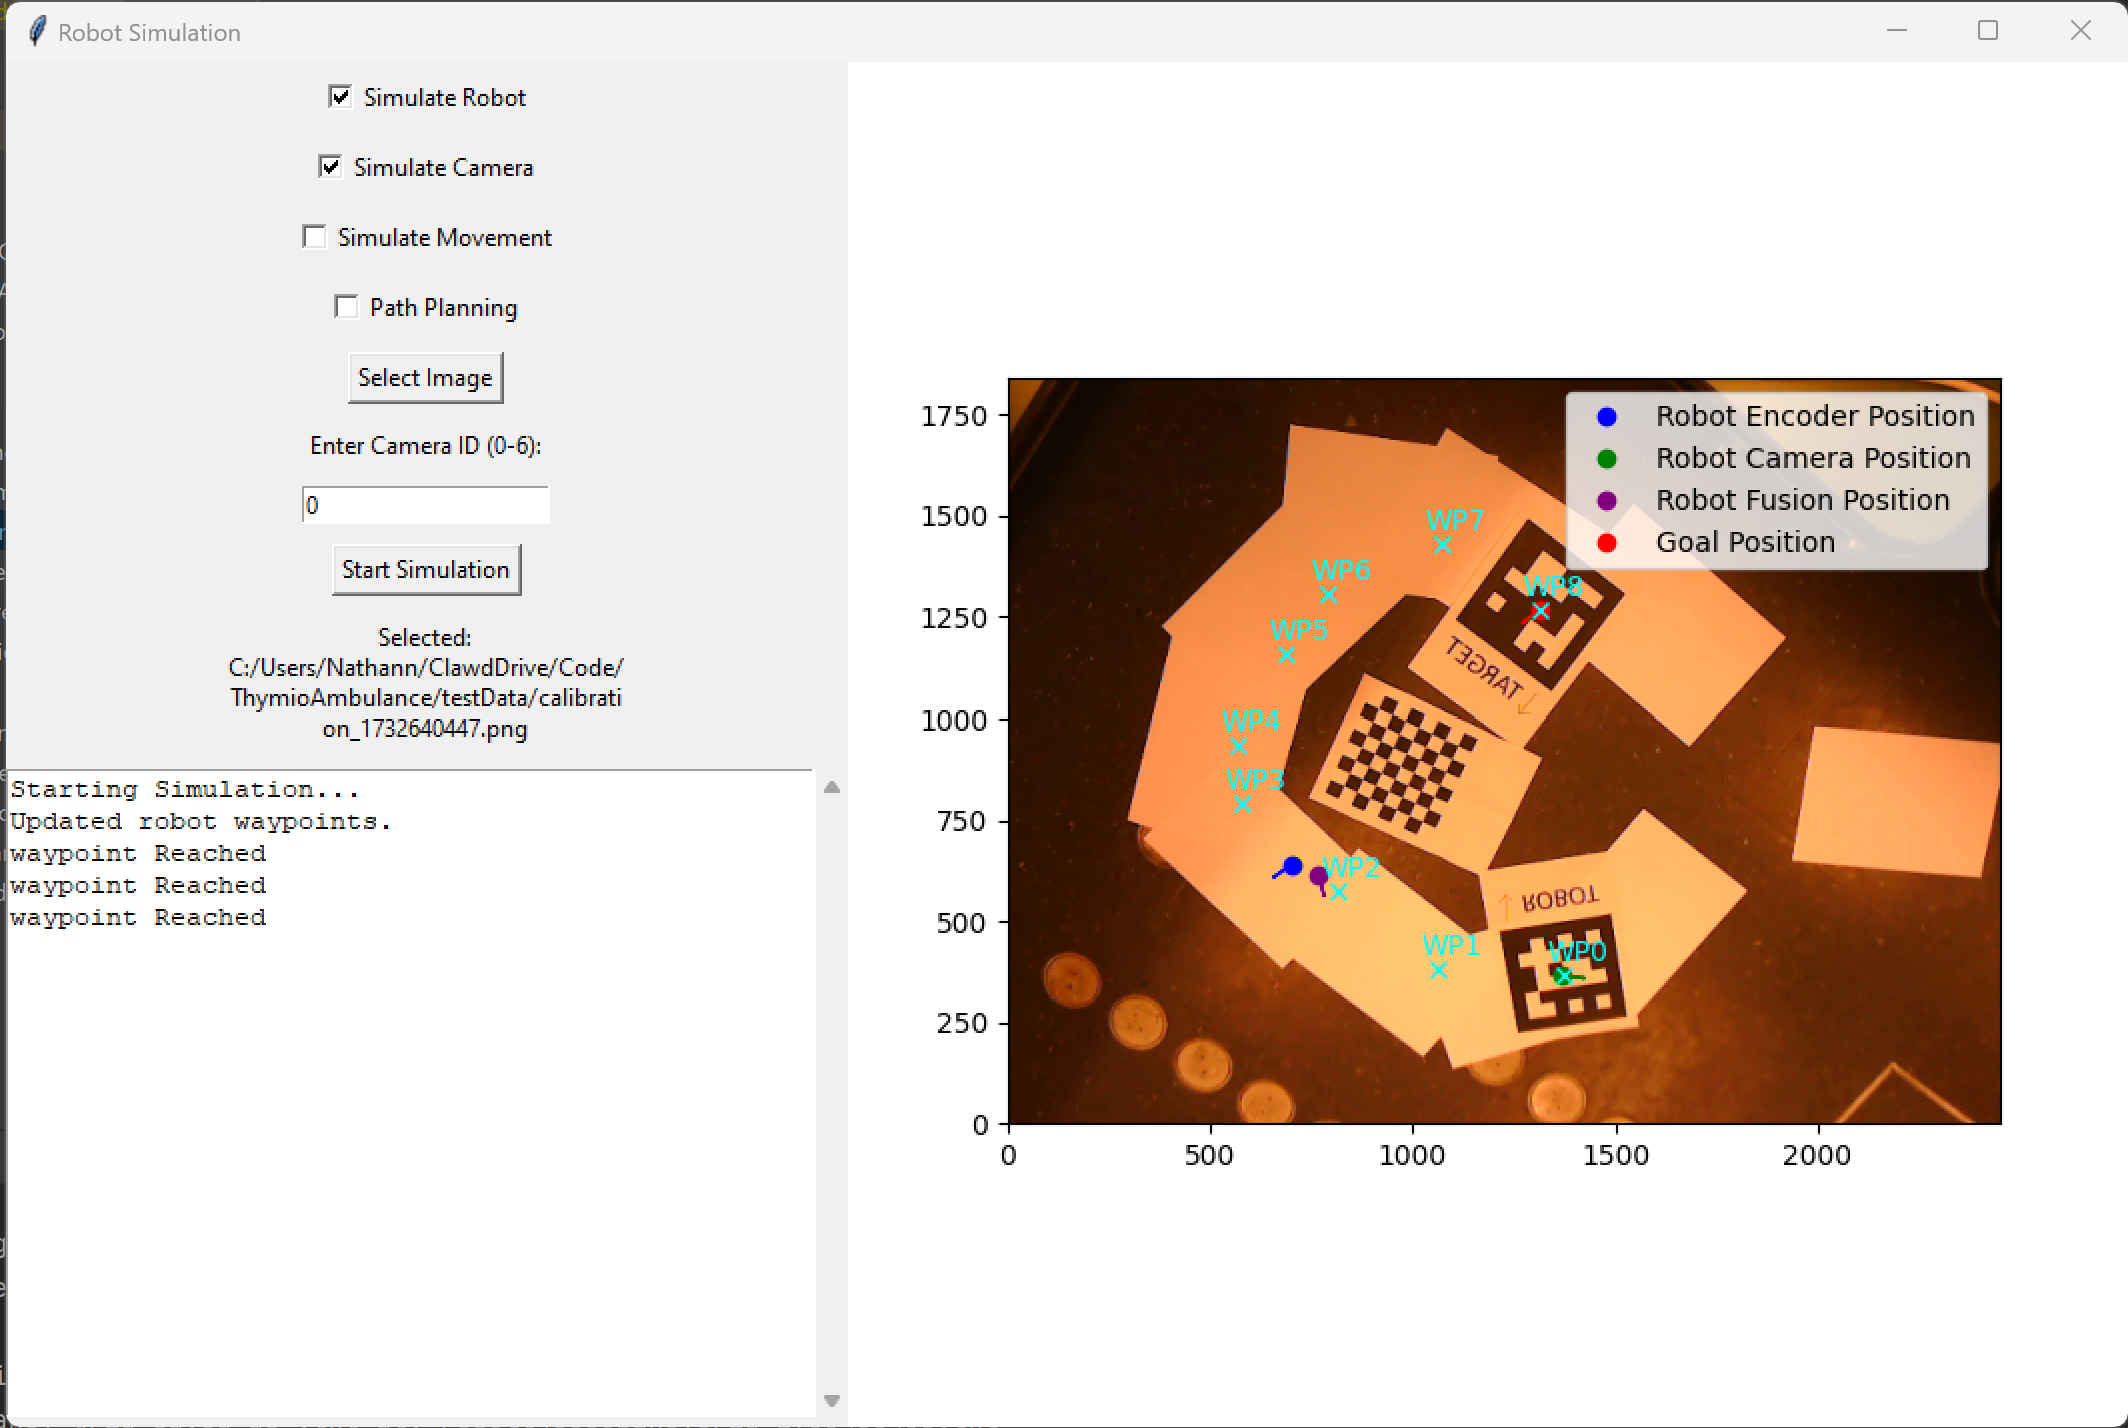 Robot Simulation
Simulate Robot
Simulate Camera
Simulate Movement
Path Planning
Select Image
Enter Camera ID (0-6):
0
Start Simulation
Selected:
C:/Users/Nathann/ClawdDrive/Code/
ThymioAmbulance/testData/calibrati
on_1732640447.png
Starting Simulation...
Updated robot waypoints.
waypoint Reached
waypoint Reached
waypoint Reached
1750
1500
1250
1000
750
500
250
0
0
500
1000
1500
2000
Robot Encoder Position
Robot Camera Position
Robot Fusion Position
Goal Position
WP7
WP6
WP8
WP5
TARGET
WP4
WP3
WP2
ROBOT
WP1
WP0